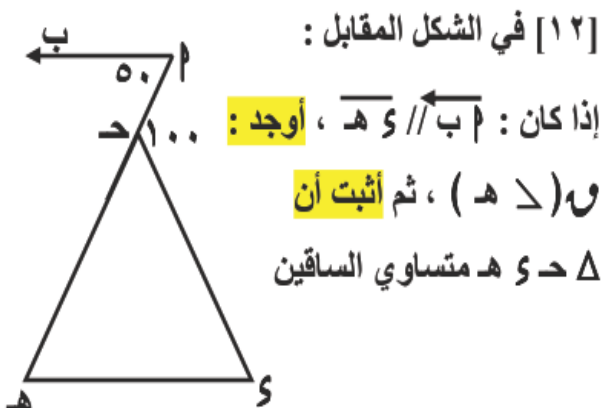 [١٢] في الشكل المقابل :
إذا كان : ⟵أ ب // د هـ ، أوجد :
ق( ∠ هـ ) ، ثم أثبت أن
Δ حـ د هـ متساوي الساقين
ب
أ
٥٠
حـ
١٠٠
هـ
د